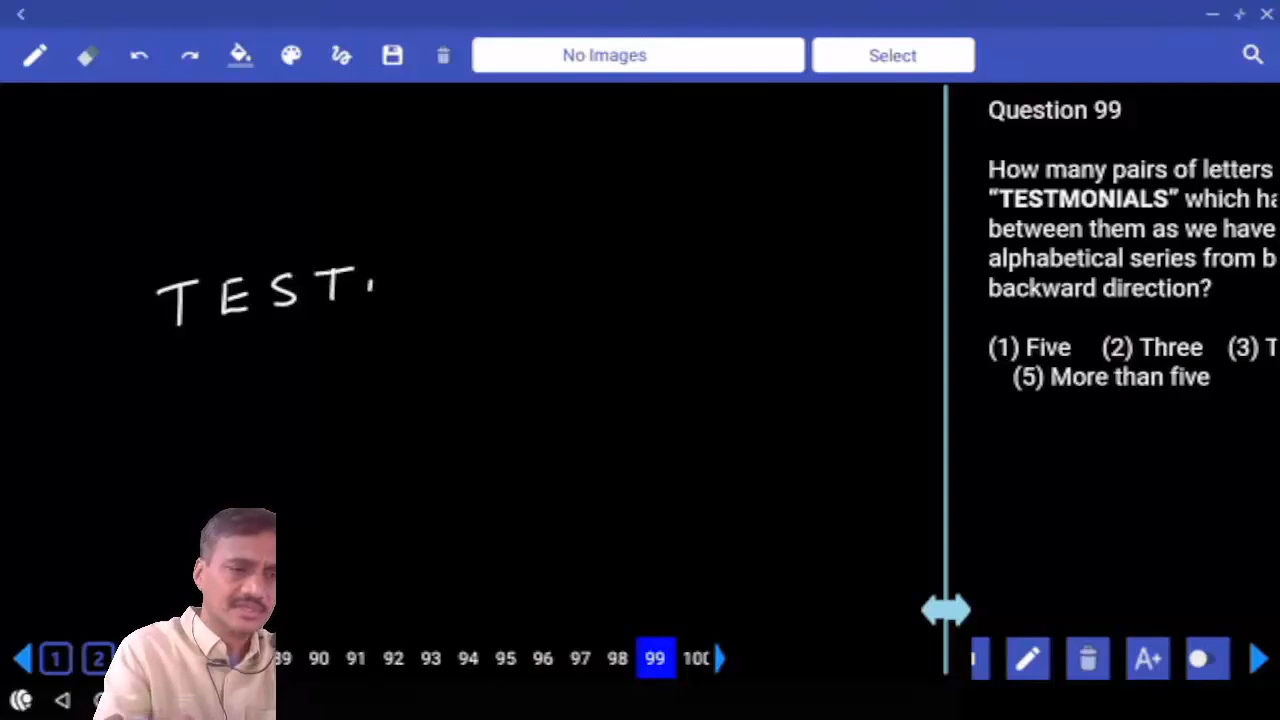 No Images
Select
Question 99
How many pairs of letters
“TESTMONIALS” which ha
between them as we have
alphabetical series from b
backward direction?
(1) Five (2) Three (3) T
(5) More than five
TEST
1 2 89 90 91 92 93 94 95 96 97 98 99 100
A+